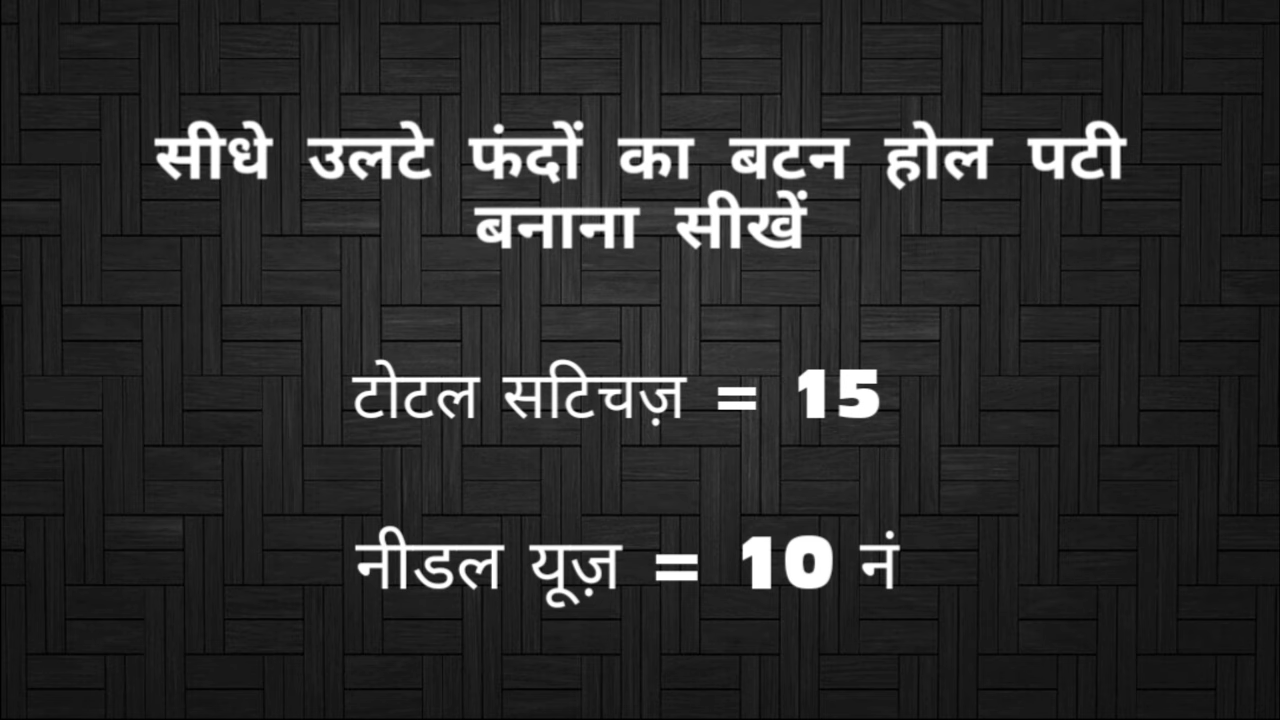 सीधे उलटे फंदों का बटन होल पटी
बनाना सीखें
टोटल सटिचज़ = 15
नीडल यूज़ = 10 नं